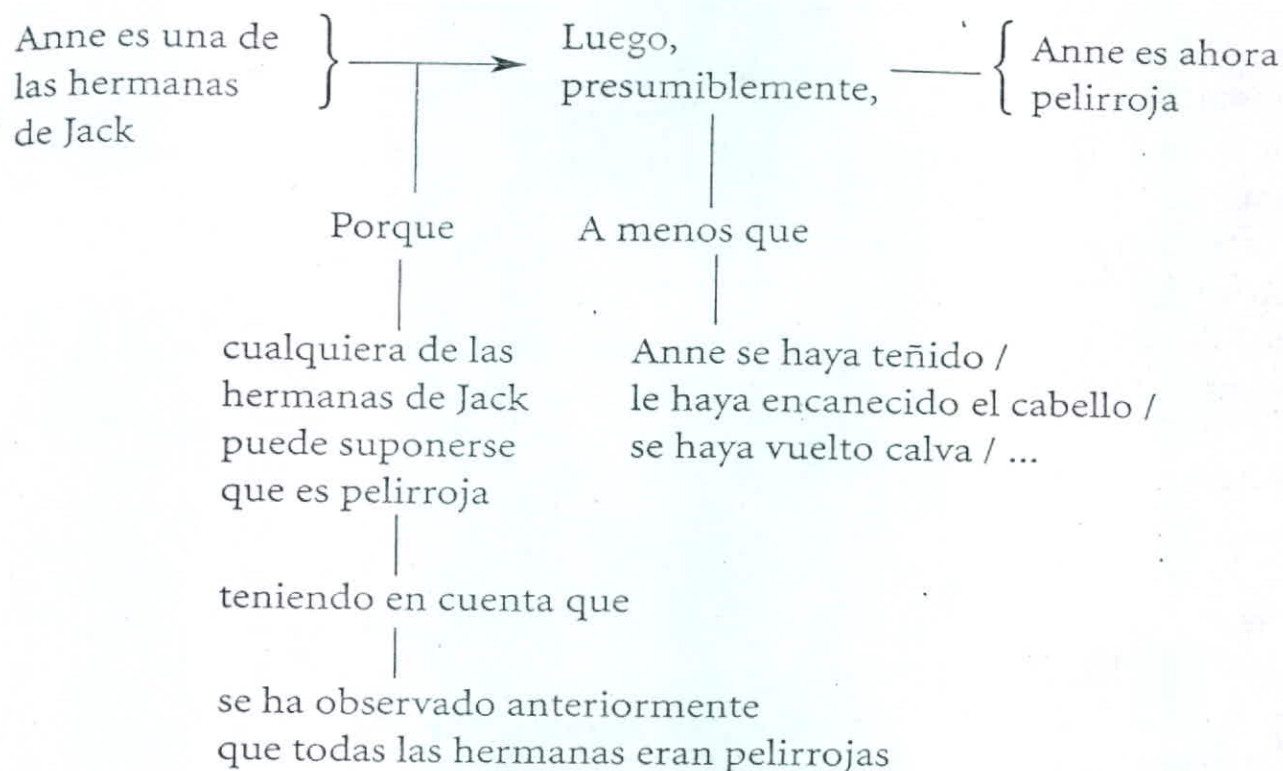 Anne es una de
las hermanas
de Jack
Luego,
presumiblemente,
Anne es ahora
pelirroja
Porque
A menos que
cualquiera de las
hermanas de Jack
puede suponerse
que es pelirroja
Anne se haya teñido /
le haya encanecido el cabello /
se haya vuelto calva / ...
teniendo en cuenta que
se ha observado anteriormente
que todas las hermanas eran pelirrojas